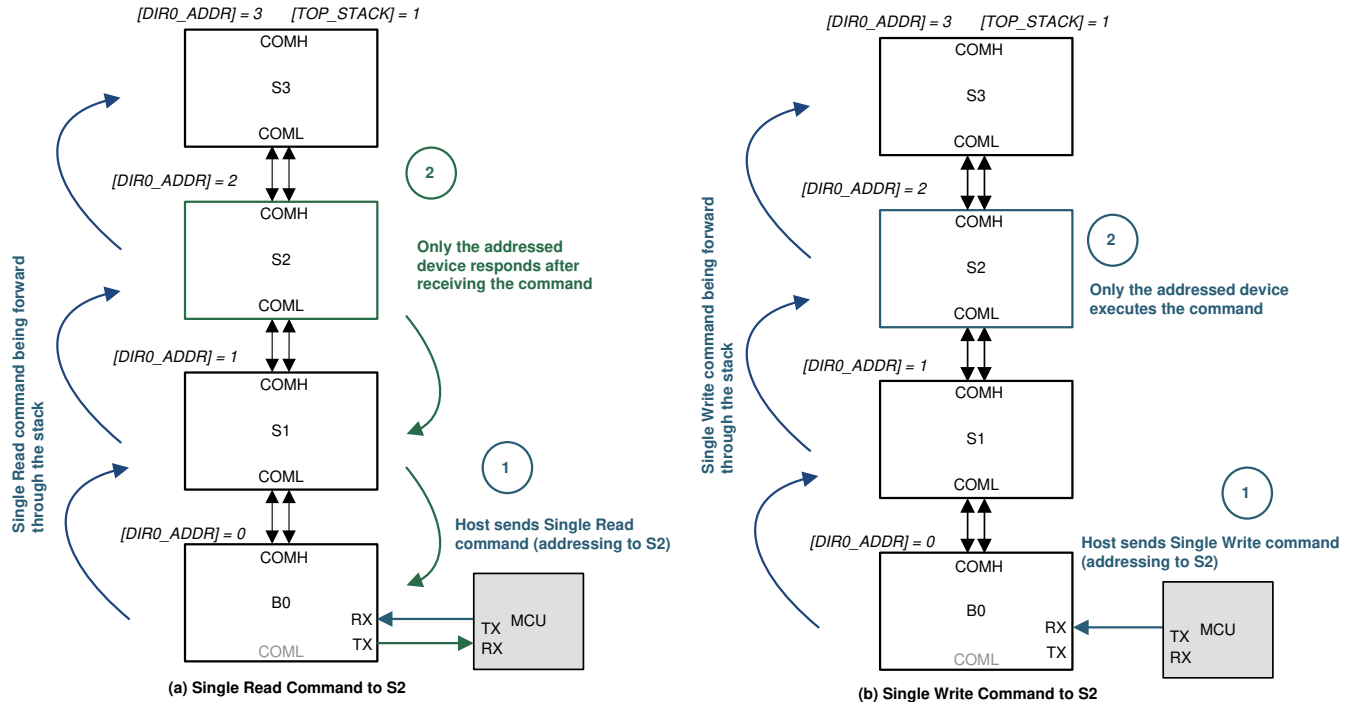 [DIR0_ADDR] = 3 [TOP_STACK] = 1
COMH
S3
COML
2
[DIR0_ADDR] = 2
COMH
S2
COML
Only the addressed
device responds after
receiving the command
[DIR0_ADDR] = 1
COMH
S1
COML
1
Host sends Single Read
command (addressing to S2)
[DIR0_ADDR] = 0
COMH
B0
RX
TX
COML
TX MCU
RX
Single Read command being forward
through the stack
(a) Single Read Command to S2
[DIR0_ADDR] = 3 [TOP_STACK] = 1
COMH
S3
COML
[DIR0_ADDR] = 2
COMH
S2
COML
2
Only the addressed device
executes the command
[DIR0_ADDR] = 1
COMH
S1
COML
1
Host sends Single Write command
(addressing to S2)
[DIR0_ADDR] = 0
COMH
B0
RX
TX
COML
TX MCU
RX
Single Write command being forward
through the stack
(b) Single Write Command to S2